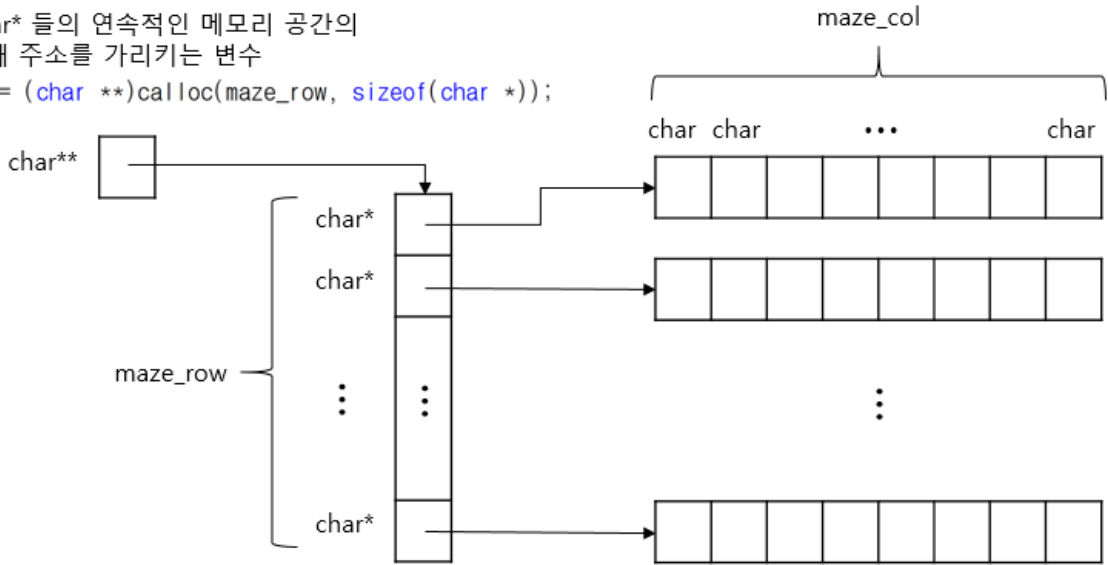 maze_col
* 들의 연속적인 메모리 공간의
주소를 가리키는 변수
= (char **)calloc(maze_row, sizeof(char *));
char char ••• char
char**
char*
char*
maze_row
char*